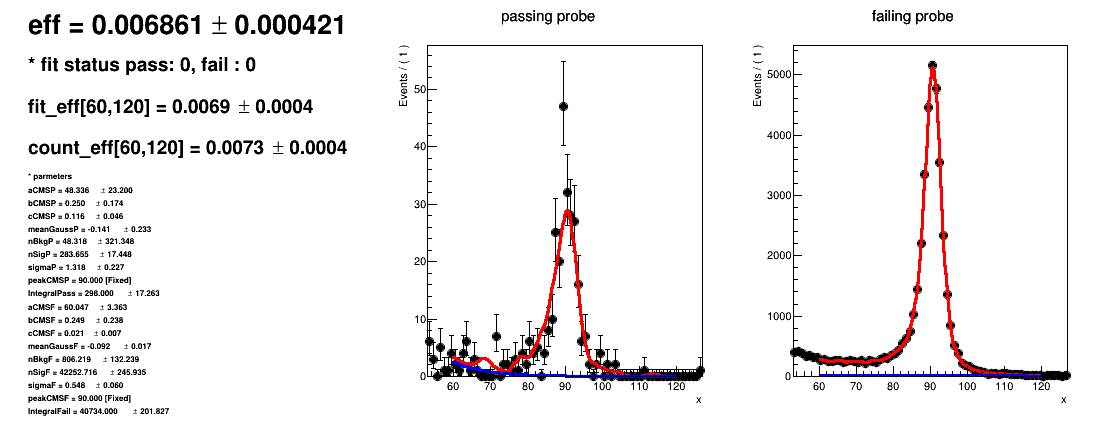 eff = 0.006861 ± 0.000421
* fit status pass: 0, fail : 0
fit_eff[60,120] = 0.0069 ± 0.0004
count_eff[60,120] = 0.0073 ± 0.0004
* parmeters
aCMSP = 48.336 ± 23.200
bCMSP = 0.250 ± 0.174
cCMSP = 0.116 ± 0.046
meanGaussP = -0.141 ± 0.233
nBkgP = 48.318 ± 321.348
nSigP = 283.655 ± 17.448
sigmaP = 1.318 ± 0.227
peakCMSP = 90.000 [Fixed]
IntegralPass = 298.000 ± 17.263
aCMSF = 60.047 ± 3.363
bCMSF = 0.249 ± 0.238
cCMSF = 0.021 ± 0.007
meanGaussF = -0.092 ± 0.017
nBkgF = 806.219 ± 132.239
nSigF = 42252.716 ± 245.935
sigmaF = 0.548 ± 0.060
peakCMSF = 90.000 [Fixed]
IntegralFail = 40734.000 ± 201.827
passing probe
Events / ( 1 )
50
40
30
20
10
0
60 70 80 90 100 110 120
x
failing probe
Events / ( 1 )
5000
4000
3000
2000
1000
0
60 70 80 90 100 110 120
x